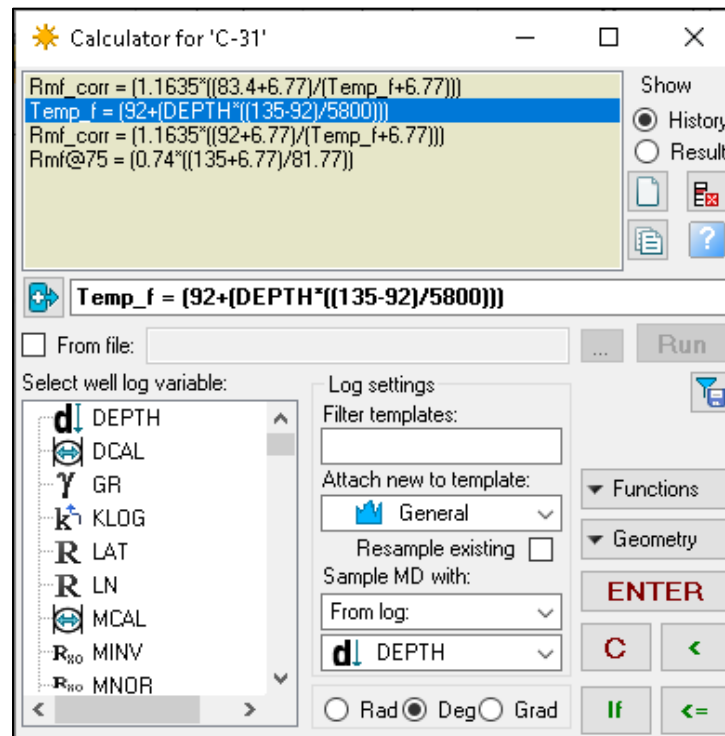 Calculator for 'C-31'
Rmf_corr = (1.1635*((83.4+6.77)/(Temp_f+6.77)))
Temp_f = (92+(DEPTH*((135-92)/5800)))
Rmf_corr = (1.1635*((92+6.77)/(Temp_f+6.77)))
Rmf@75 = (0.74*((135+6.77)/81.77))
Show
History
Result
?
Temp_f = (92+(DEPTH*((135-92)/5800)))
From file:
...
Run
Select well log variable:
d DEPTH
DCAL
γ GR
k KLOG
R LAT
R LN
MCAL
Rxo MINV
Rxo MNOR
Log settings
Filter templates:
Attach new to template:
General
Resample existing
Sample MD with:
From log:
d DEPTH
Rad Deg Grad
Functions
Geometry
ENTER
C <
If <=